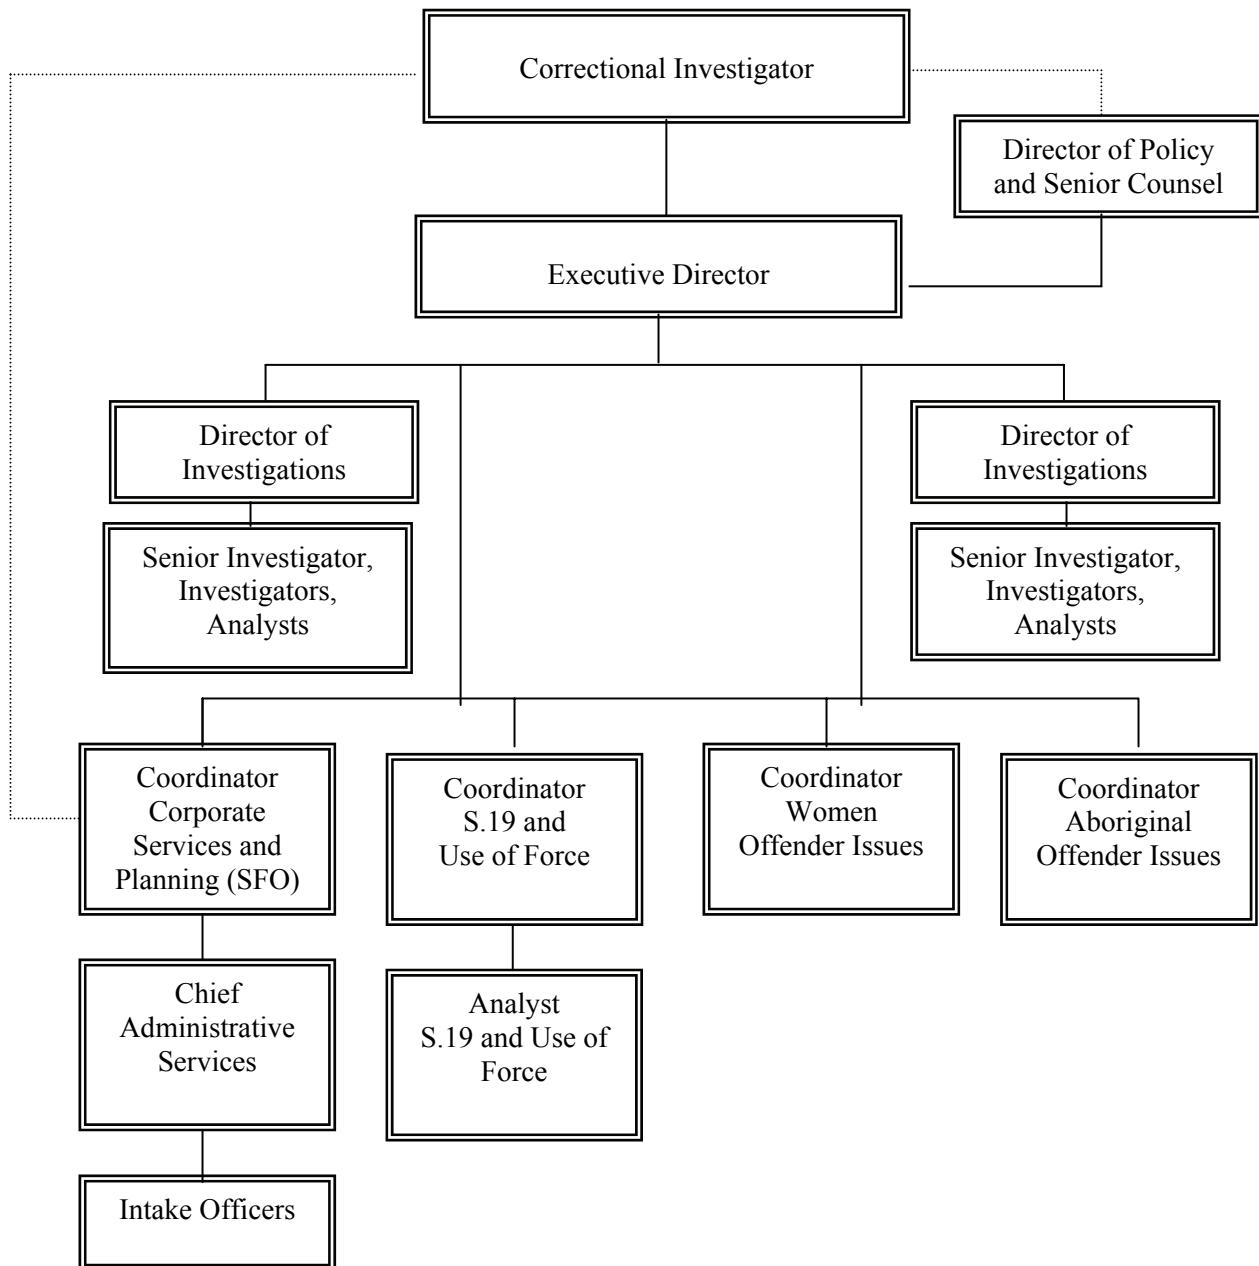 Correctional Investigator
Director of Policy
and Senior Counsel
Executive Director
Director of
Investigations
Director of
Investigations
Senior Investigator,
Investigators,
Analysts
Senior Investigator,
Investigators,
Analysts
Coordinator
Corporate
Services and
Planning (SFO)
Coordinator
S.19 and
Use of Force
Coordinator
Women
Offender Issues
Coordinator
Aboriginal
Offender Issues
Chief
Administrative
Services
Analyst
S.19 and Use of
Force
Intake Officers